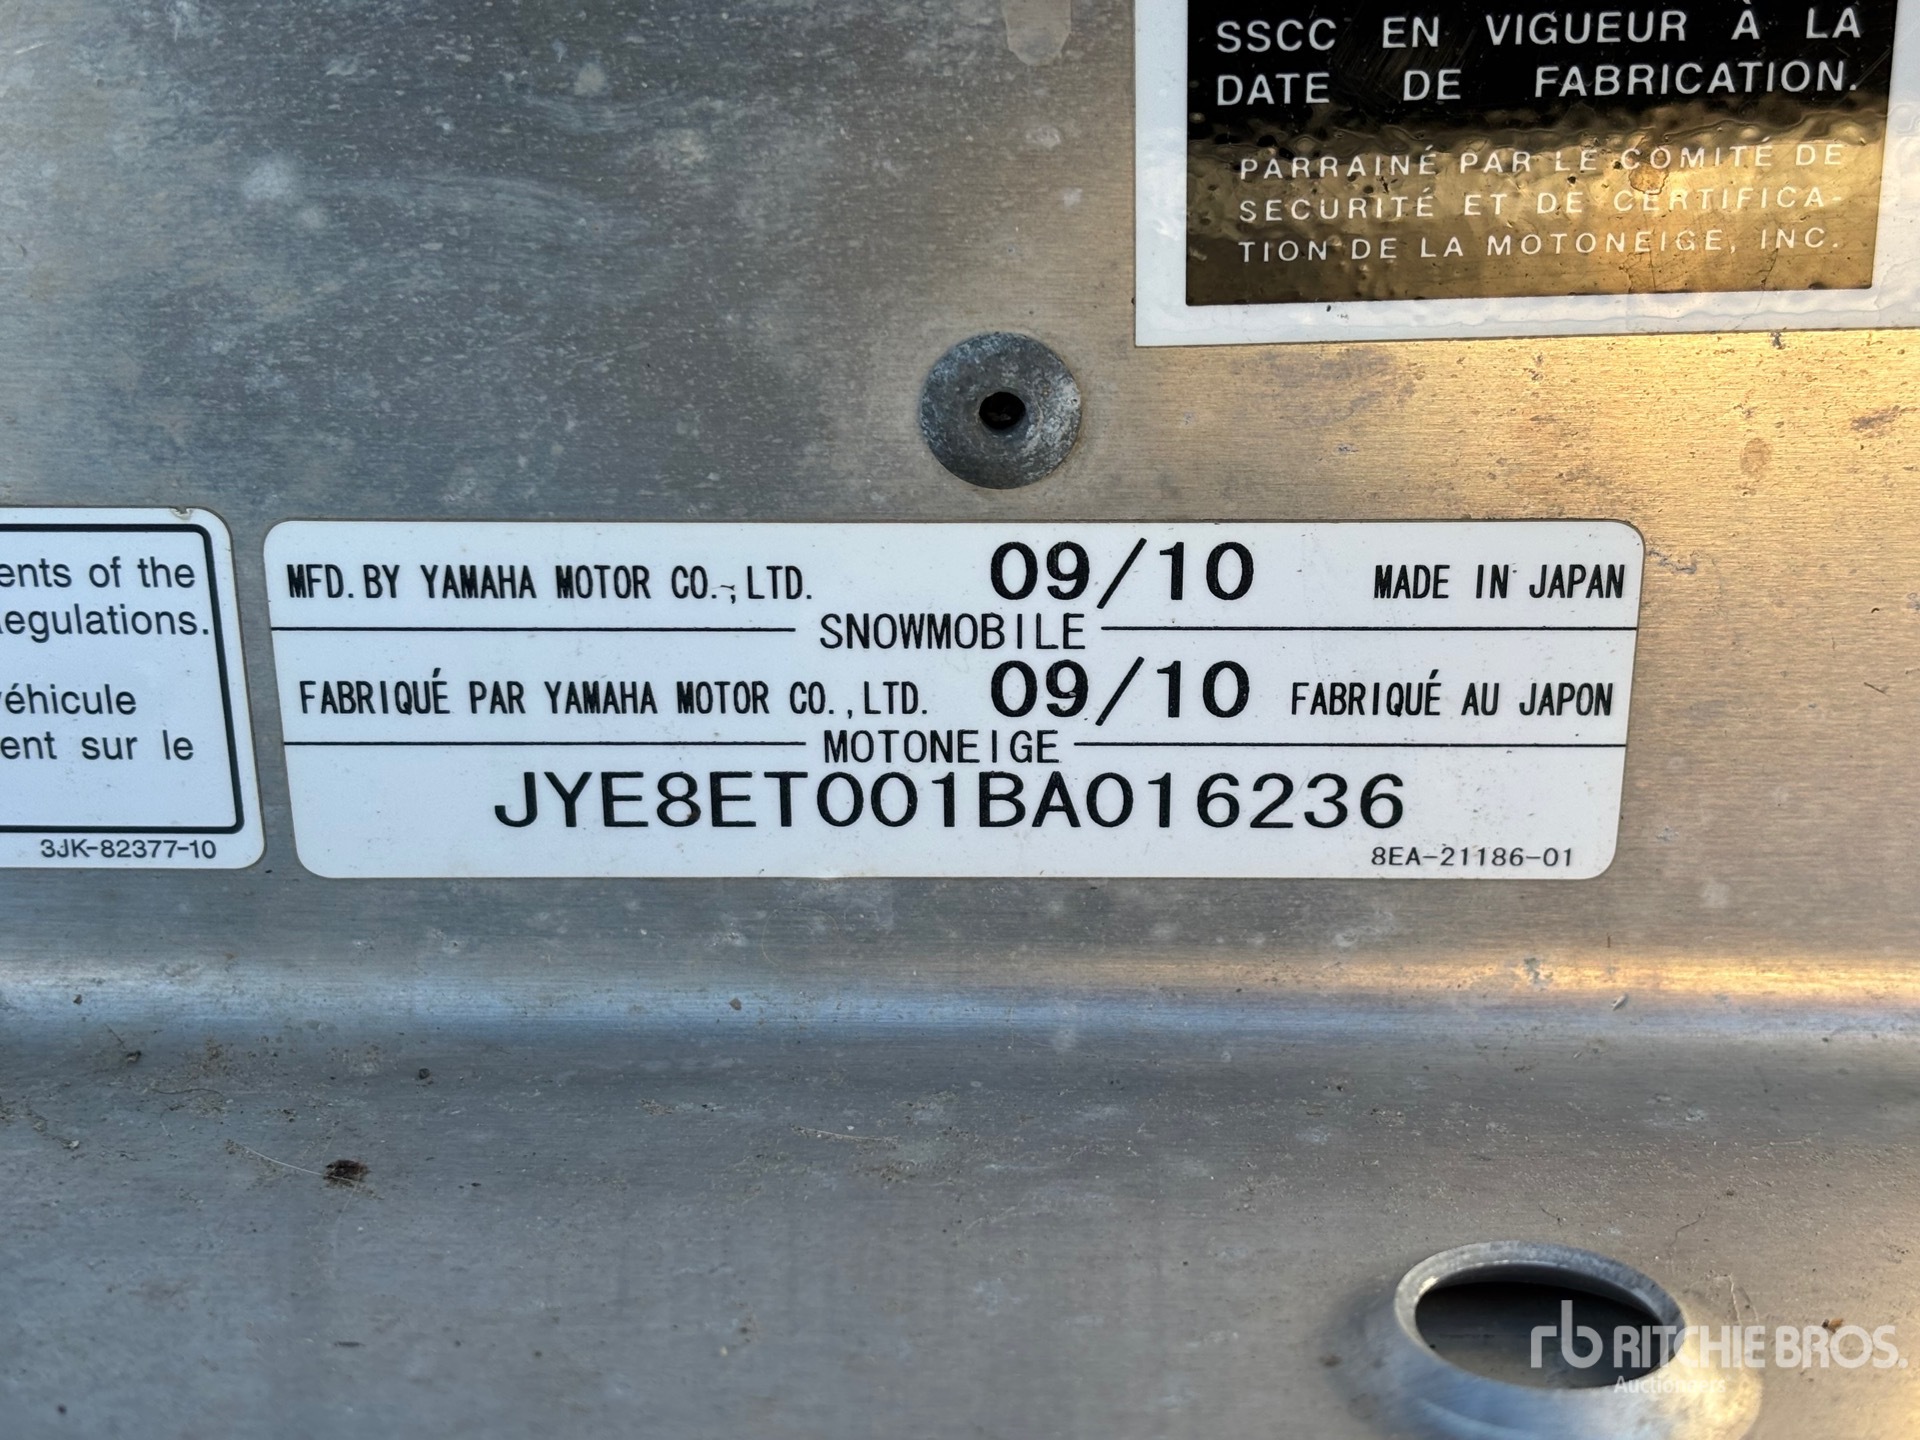 SSCC EN VIGUEUR À LA
DATE DE FABRICATION.
PARRAINÉ PAR LE COMITÉ DE
SECURITÉ ET DE CERTIFICA-
TION DE LA MOTONEIGE, INC.
ents of the
egulations.
éhicule
ent sur le
3JK-82377-10
MFD. BY YAMAHA MOTOR CO., LTD. 09/10 MADE IN JAPAN
SNOWMOBILE
FABRIQUÉ PAR YAMAHA MOTOR CO., LTD. 09/10 FABRIQUÉ AU JAPON
MOTONEIGE
JYE8ET001BA016236
8EA-21186-01
rb RITCHIE BROS.
Auctioneers